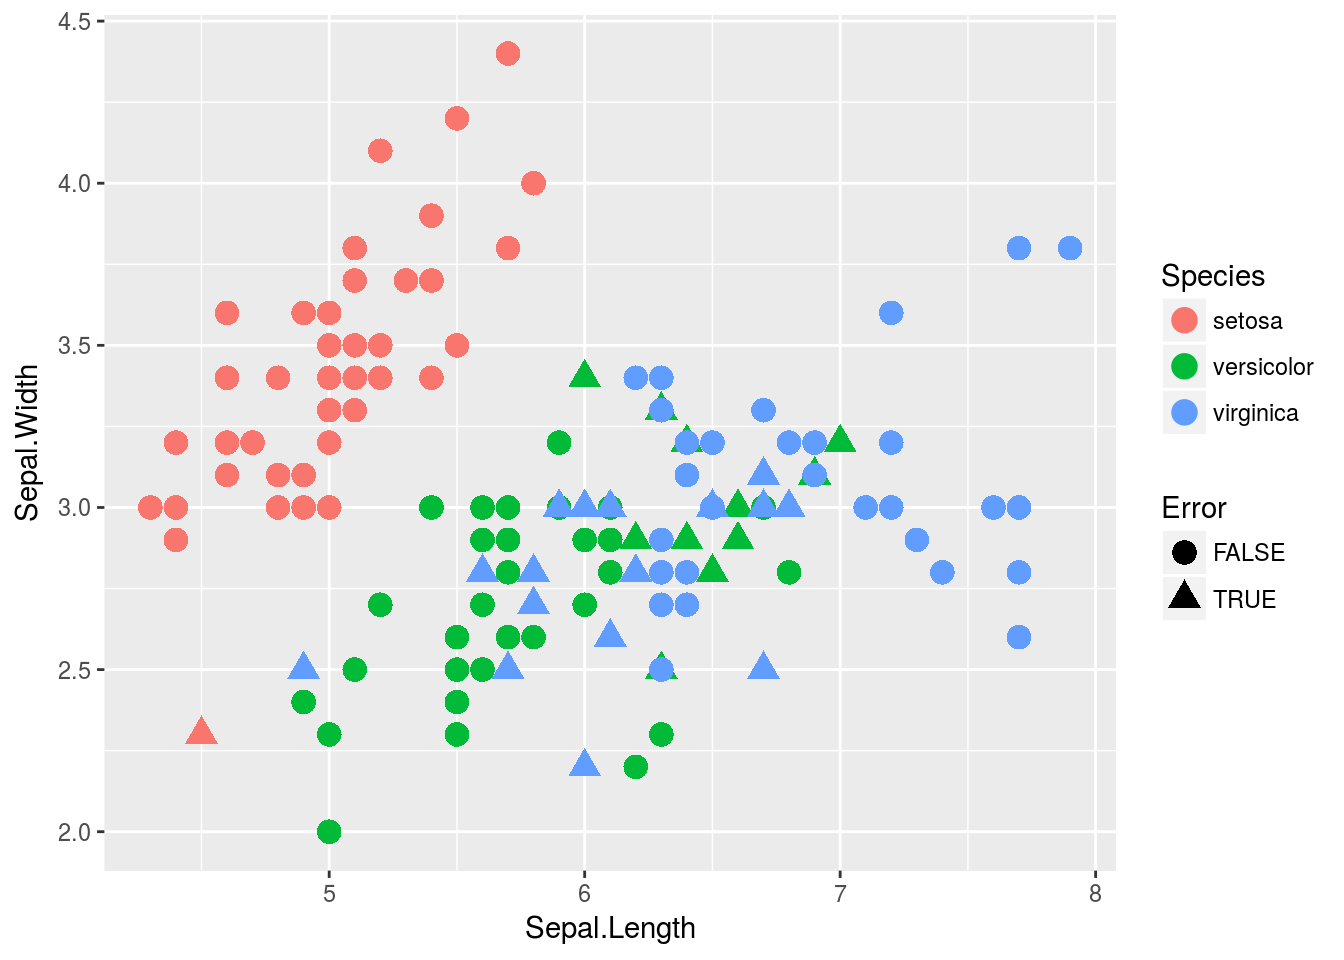 4.5
4.0
3.5
3.0
2.5
2.0
Sepal.Width
5
6
7
8
Sepal.Length
Species
setosa
versicolor
virginica
Error
FALSE
TRUE